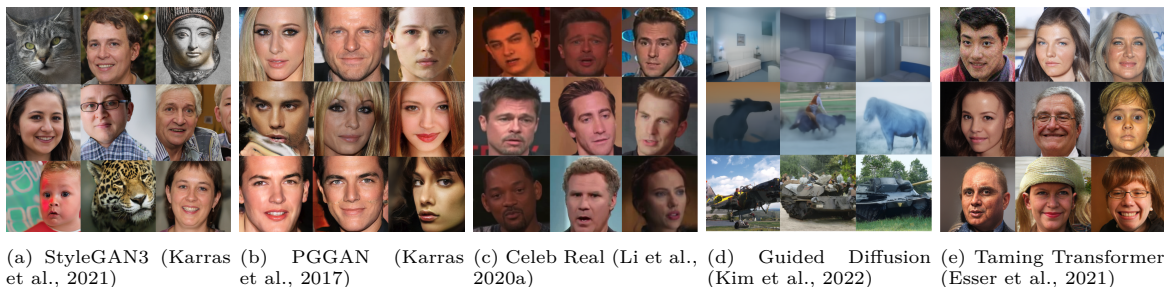 (a) StyleGAN3 (Karras et al., 2021)
(b) PGGAN (Karras et al., 2017)
(c) Celeb Real (Li et al., 2020a)
(d) Guided Diffusion (Kim et al., 2022)
(e) Taming Transformer (Esser et al., 2021)